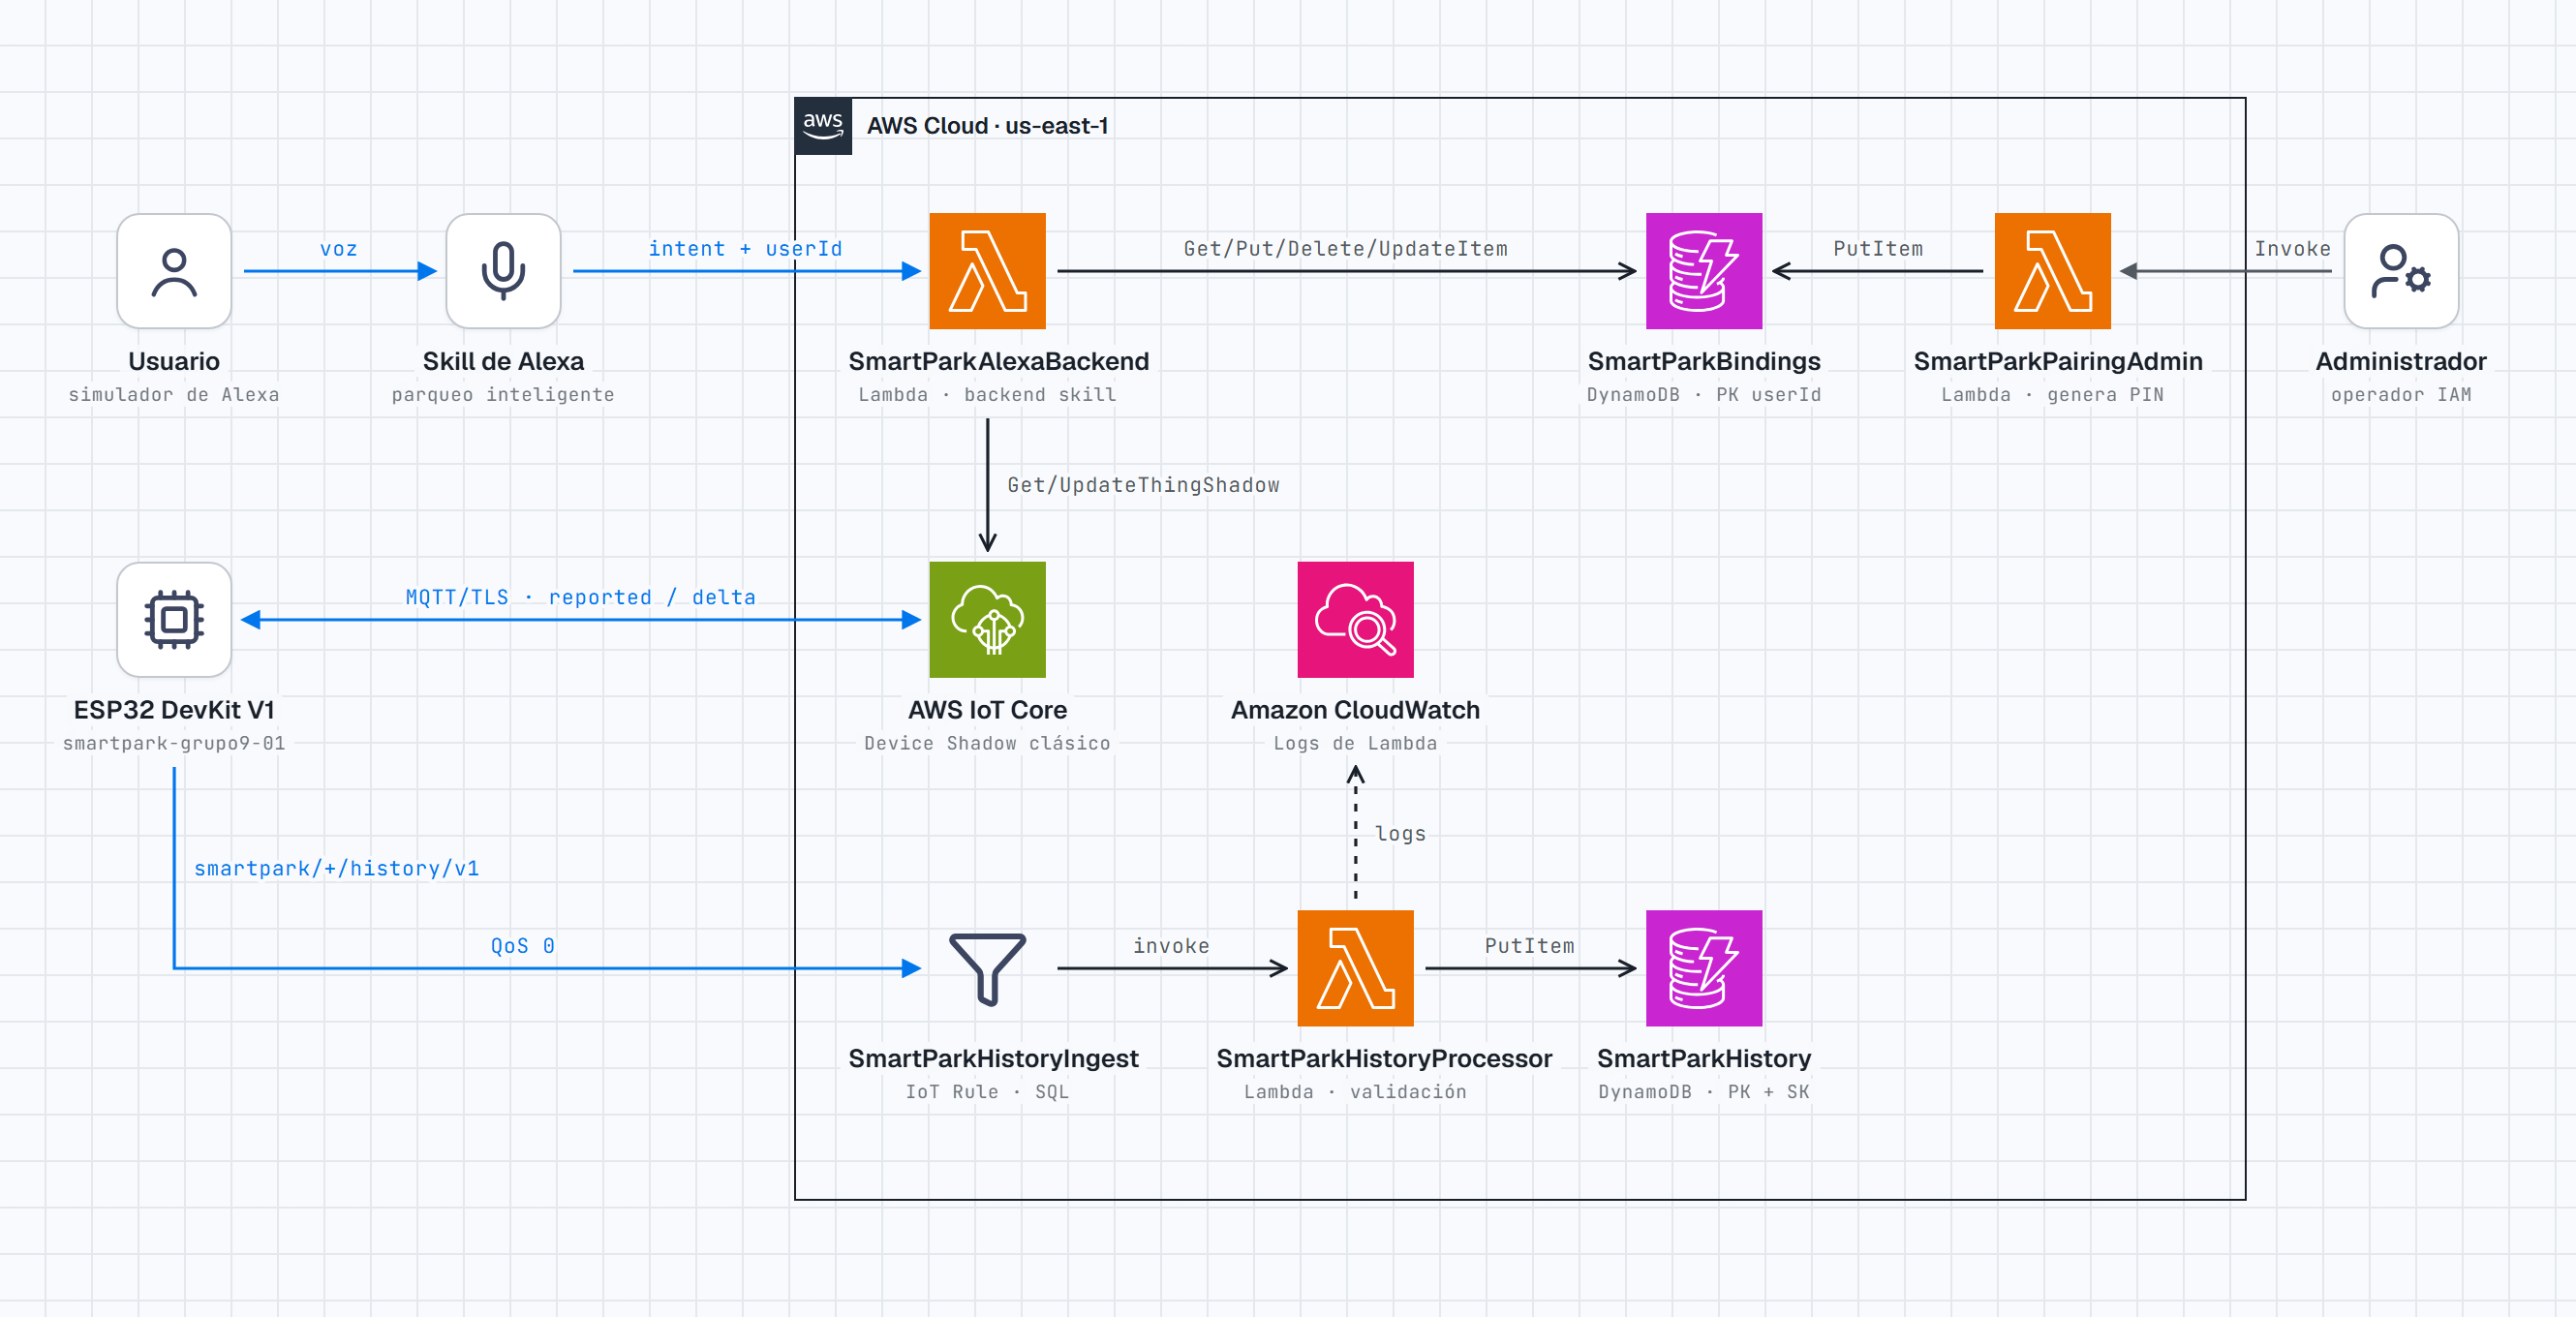 aws
AWS Cloud · us-east-1
voz
intent + userId
Get/Put/Delete/UpdateItem
PutItem
Invoke
Usuario
simulador de Alexa
Skill de Alexa
parqueo inteligente
SmartParkAlexaBackend
Lambda · backend skill
SmartParkBindings
DynamoDB · PK userId
SmartParkPairingAdmin
Lambda · genera PIN
Administrador
operador IAM
Get/UpdateThingShadow
MQTT/TLS · reported / delta
ESP32 DevKit V1
smartpark-grupo9-01
AWS IoT Core
Device Shadow clásico
Amazon CloudWatch
Logs de Lambda
logs
smartpark/+/history/v1
QoS 0
invoke
PutItem
SmartParkHistoryIngest
IoT Rule · SQL
SmartParkHistoryProcessor
Lambda · validación
SmartParkHistory
DynamoDB · PK + SK